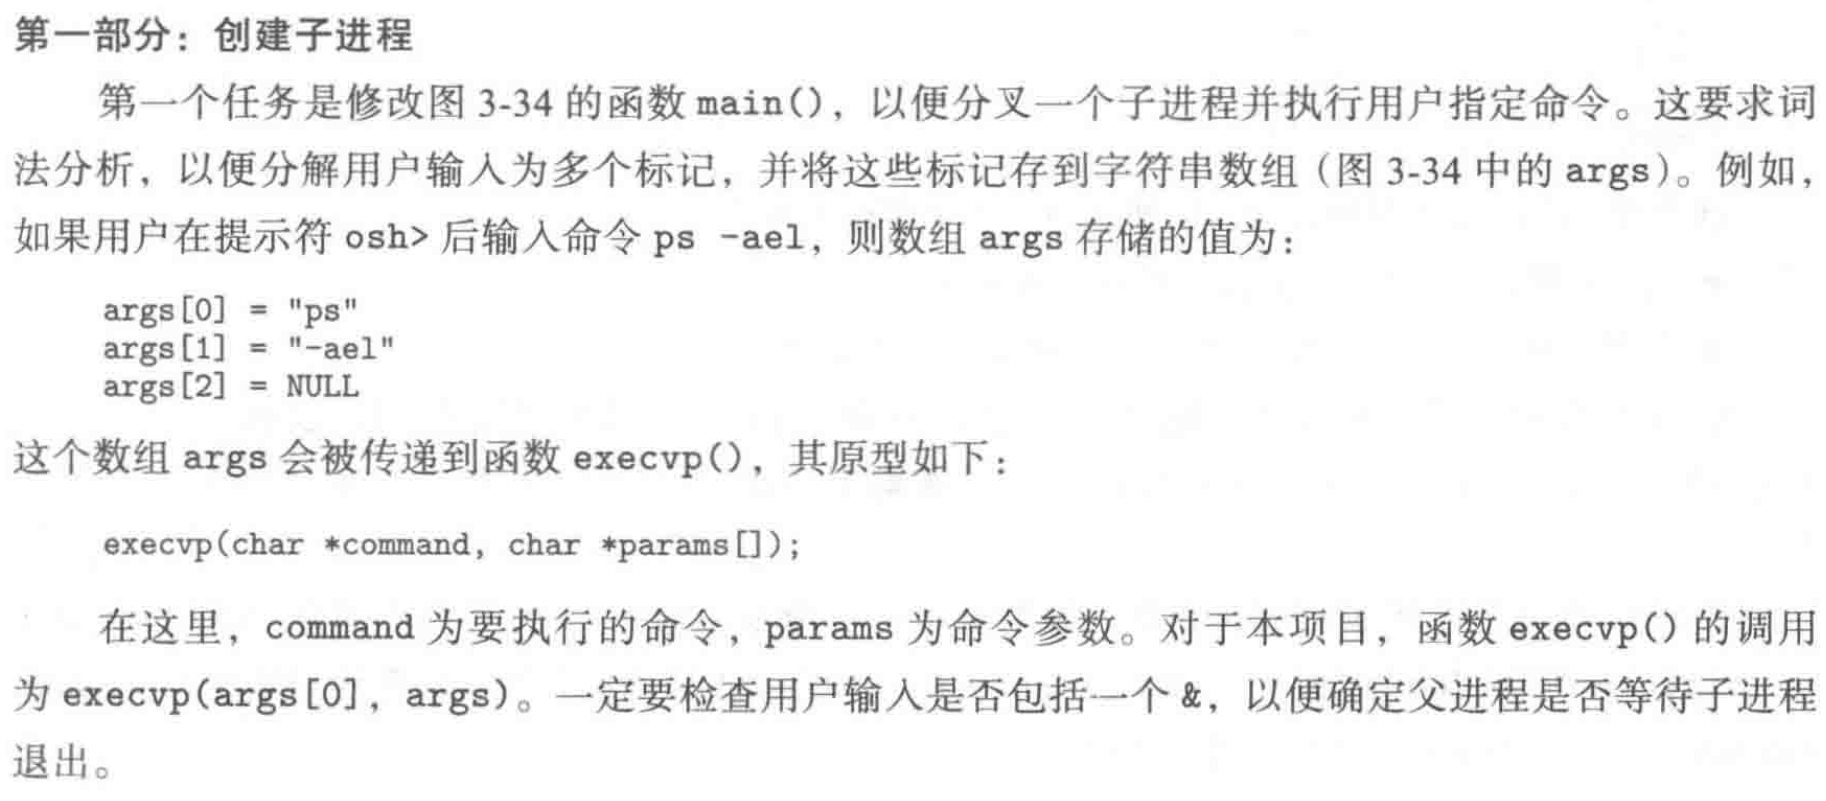 第一部分：创建子进程
第一个任务是修改图 3-34 的函数 main()，以便分叉一个子进程并执行用户指定命令。这要求词
法分析，以便分解用户输入为多个标记，并将这些标记存到字符串数组（图 3-34 中的 args）。例如，
如果用户在提示符 osh> 后输入命令 ps -ael，则数组 args 存储的值为：
args[0] = "ps"
args[1] = "-ael"
args[2] = NULL
这个数组 args 会被传递到函数 execvp()，其原型如下：
execvp(char *command, char *params[]);
在这里，command 为要执行的命令，params 为命令参数。对于本项目，函数 execvp() 的调用
为 execvp(args[0], args)。一定要检查用户输入是否包括一个 &，以便确定父进程是否等待子进程
退出。